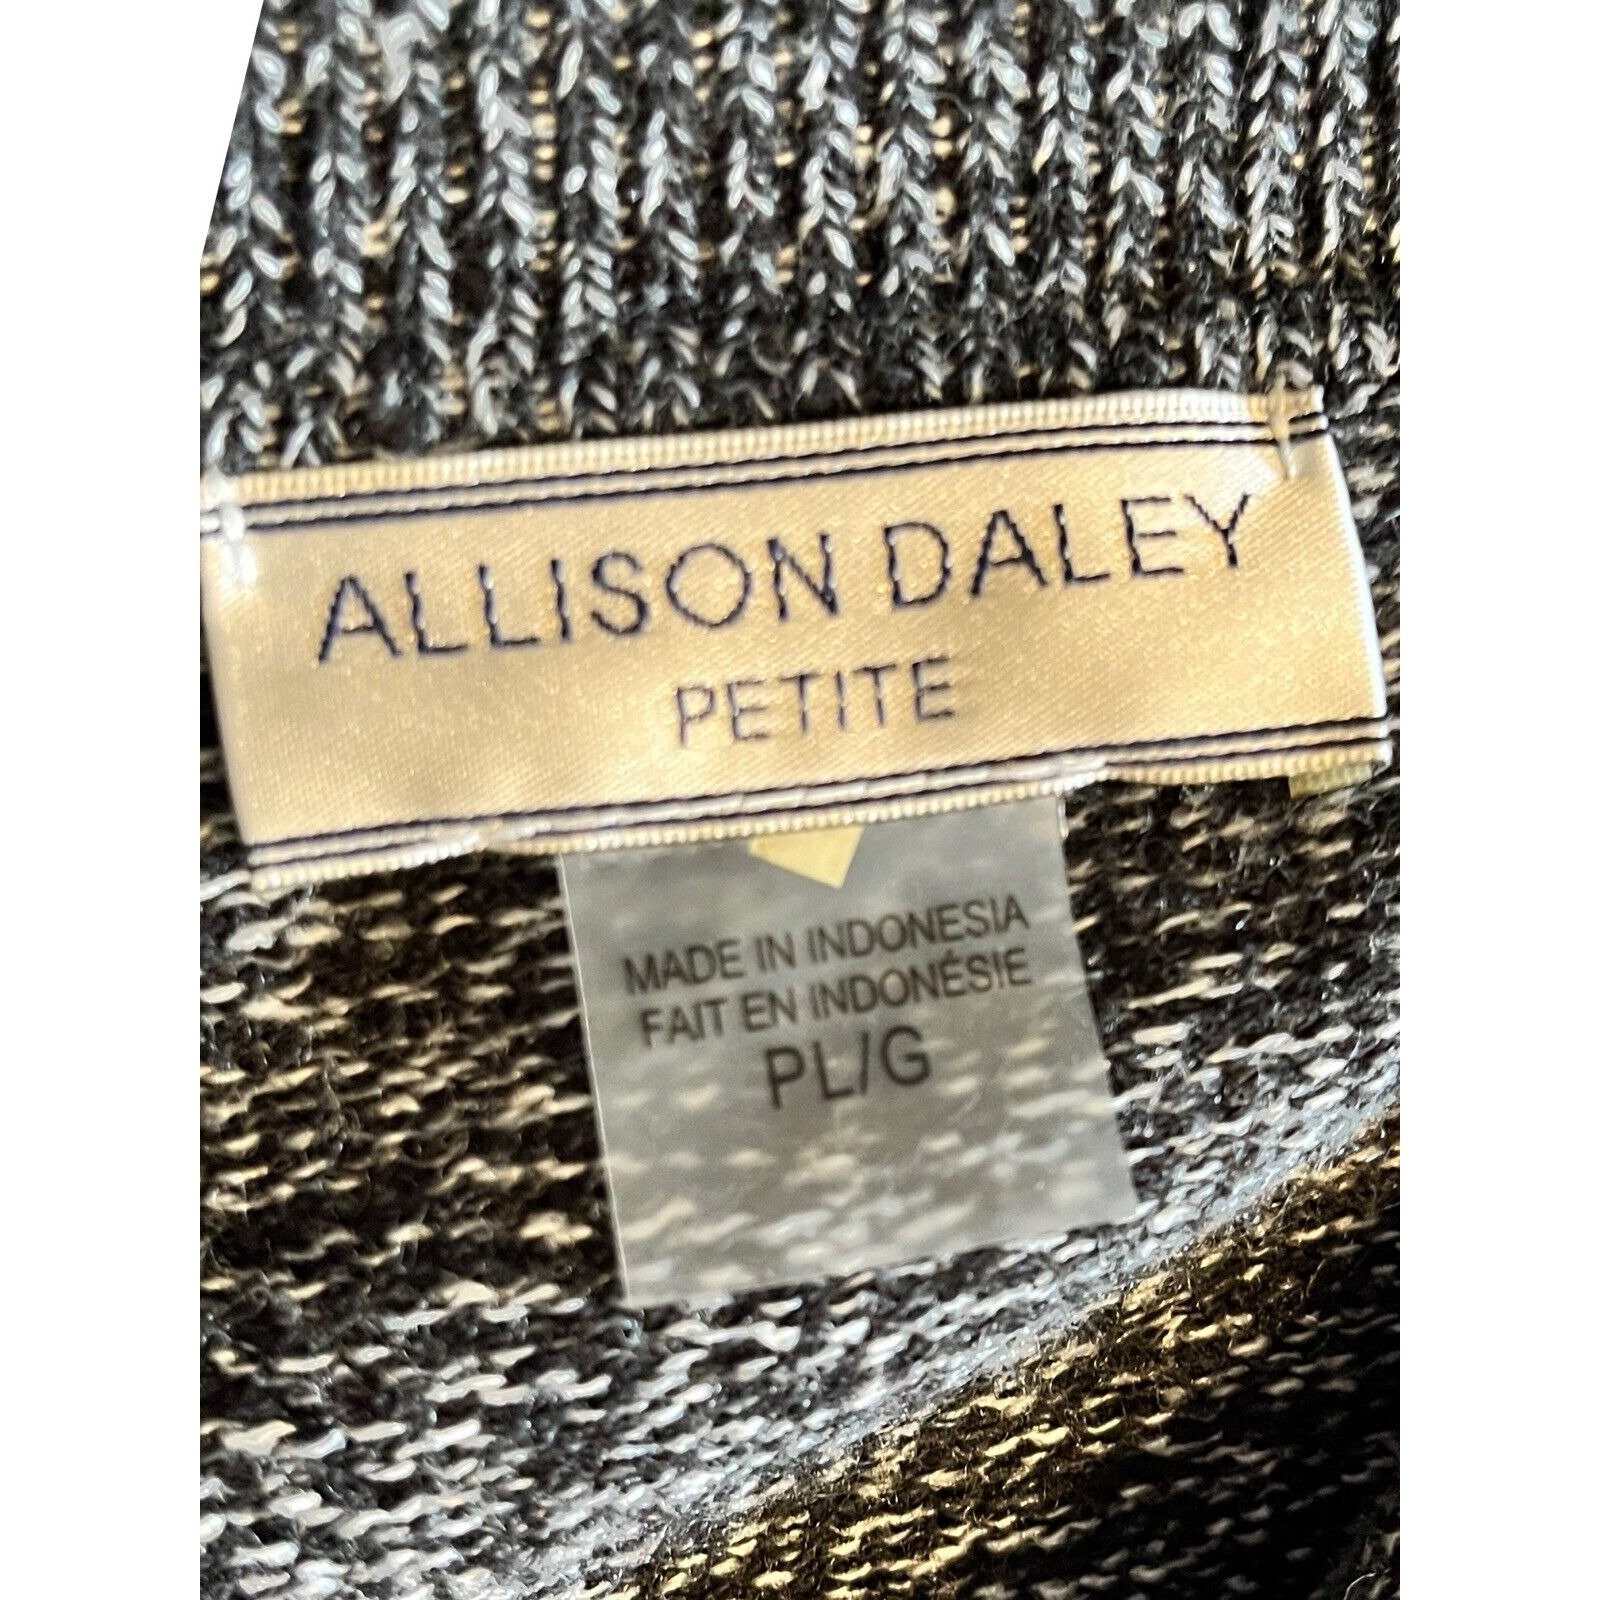 ALLISON DALEY
PETITE
MADE IN INDONESIA
FAIT EN INDONÉSIE
PL/G